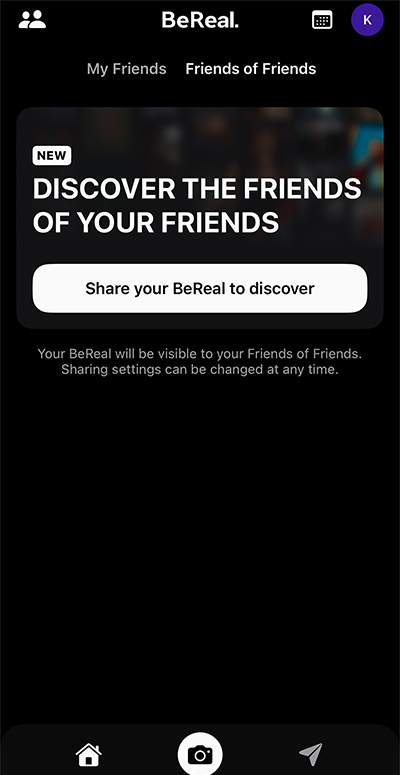 BeReal.
K
My Friends Friends of Friends
NEW
DISCOVER THE FRIENDS
OF YOUR FRIENDS
Share your BeReal to discover
Your BeReal will be visible to your Friends of Friends.
Sharing settings can be changed at any time.